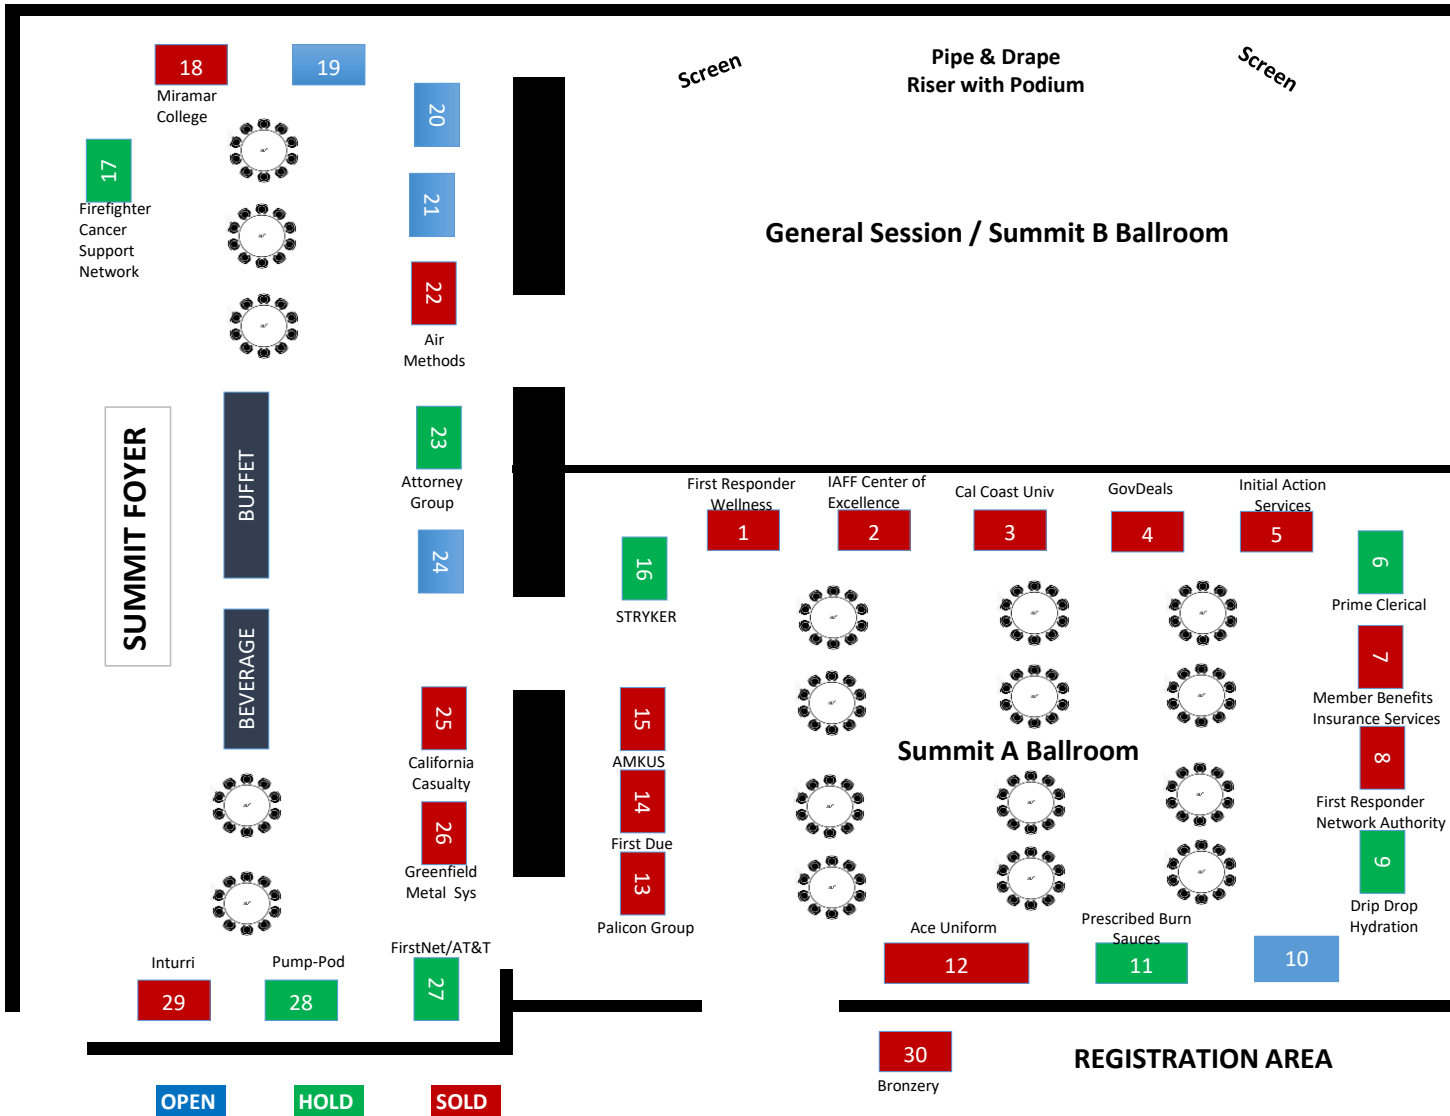 Screen
Pipe & Drape
Riser with Podium
Screen
18
Miramar
College
19
20
17
Firefighter
Cancer
Support
Network
21
General Session / Summit B Ballroom
22
Air
Methods
SUMMIT FOYER
BUFFET
BEVERAGE
23
Attorney
Group
24
25
California
Casualty
26
Greenfield
Metal  Sys
FirstNet/AT&T
27
Inturri
29
Pump-Pod
28
First Responder
Wellness
1
IAFF Center of
Excellence
2
Cal Coast Univ
3
GovDeals
4
Initial Action
Services
5
16
STRYKER
6
Prime Clerical
7
Member Benefits
Insurance Services
8
First Responder
Network Authority
9
Drip Drop
Hydration
15
AMKUS
14
First Due
13
Palicon Group
Summit A Ballroom
Ace Uniform
12
Prescribed Burn
Sauces
11
10
30
Bronzery
REGISTRATION AREA
OPEN
HOLD
SOLD